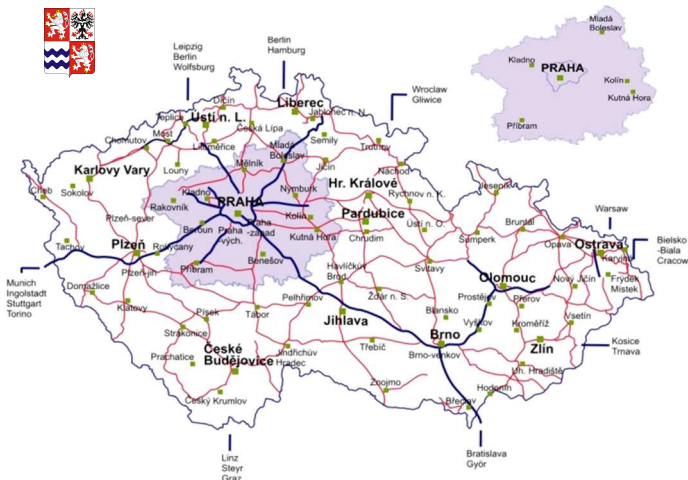 Mladá
Boleslav
Kladno
PRAHA
Kolín
Kutná Hora
Příbram
Leipzig
Berlin
Wolfsburg
Berlin
Hamburg
Wroclaw
Gliwice
Děčín
Liberec
Jablonec n. N.
Teplice
Ústí n. L.
Česká Lípa
Most
Semily
Chomutov
Litoměřice
Mladá
Boleslav
Trutnov
Louny
Mělník
Jičín
Náchod
Karlovy Vary
Hr. Králové
Cheb
Sokolov
Kladno
Nymburk
Rychnov n. K.
Jeseník
Rakovník
PRAHA
Pardubice
Plzeň-sever
Beroun
Praha
-vých.
Praha
-západ
Kolín
Kutná Hora
Chrudim
Ústí n. O.
Šumperk
Bruntál
Opava
Warsaw
Ostrava
Karviná
Bielsko
-Biala
Cracow
Tachov
Plzeň
Rokycany
Benešov
Příbram
Plzeň-jih
Havlíčkův
Brod
Svitavy
Olomouc
Nový Jičín
Frýdek
Místek
Munich
Ingolstadt
Stuttgart
Torino
Domažlice
Klatovy
Písek
Tábor
Pelhřimov
Žďár n. S.
Prostějov
Přerov
Jihlava
Blansko
Vyškov
Kroměříž
Vsetín
Strakonice
Brno
Brno-venkov
Zlín
Kosice
Trnava
Prachatice
České
Budějovice
Jindřichův
Hradec
Třebíč
Uh. Hradiště
Znojmo
Hodonín
Břeclav
Český Krumlov
Linz
Steyr
Graz
Bratislava
Györ